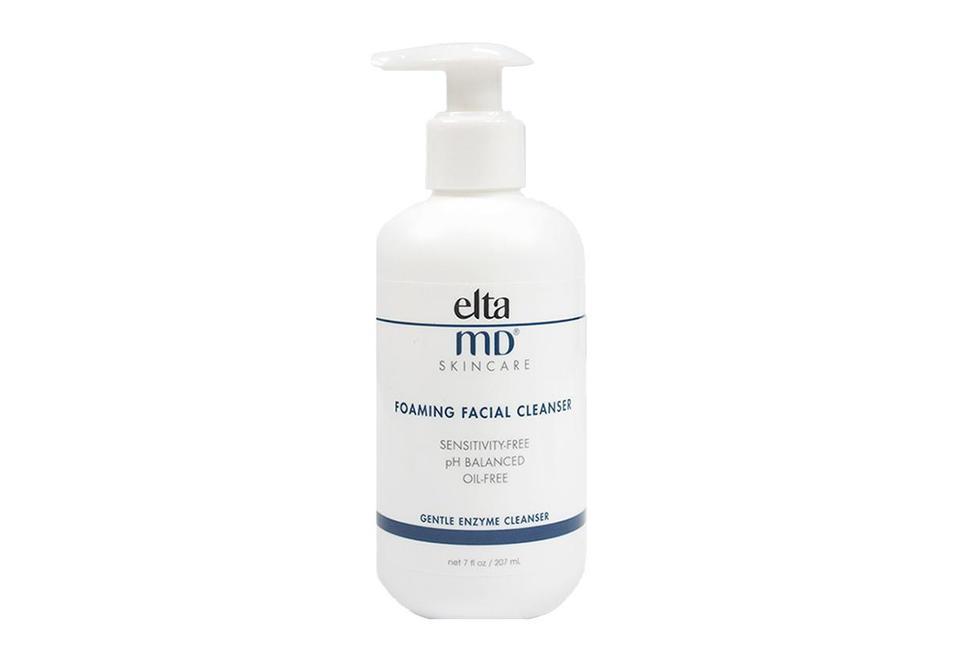 elta
MD®
SKINCARE
FOAMING FACIAL CLEANSER
SENSITIVITY-FREE
pH BALANCED
OIL-FREE
GENTLE ENZYME CLEANSER
net 7 fl oz / 207 mL